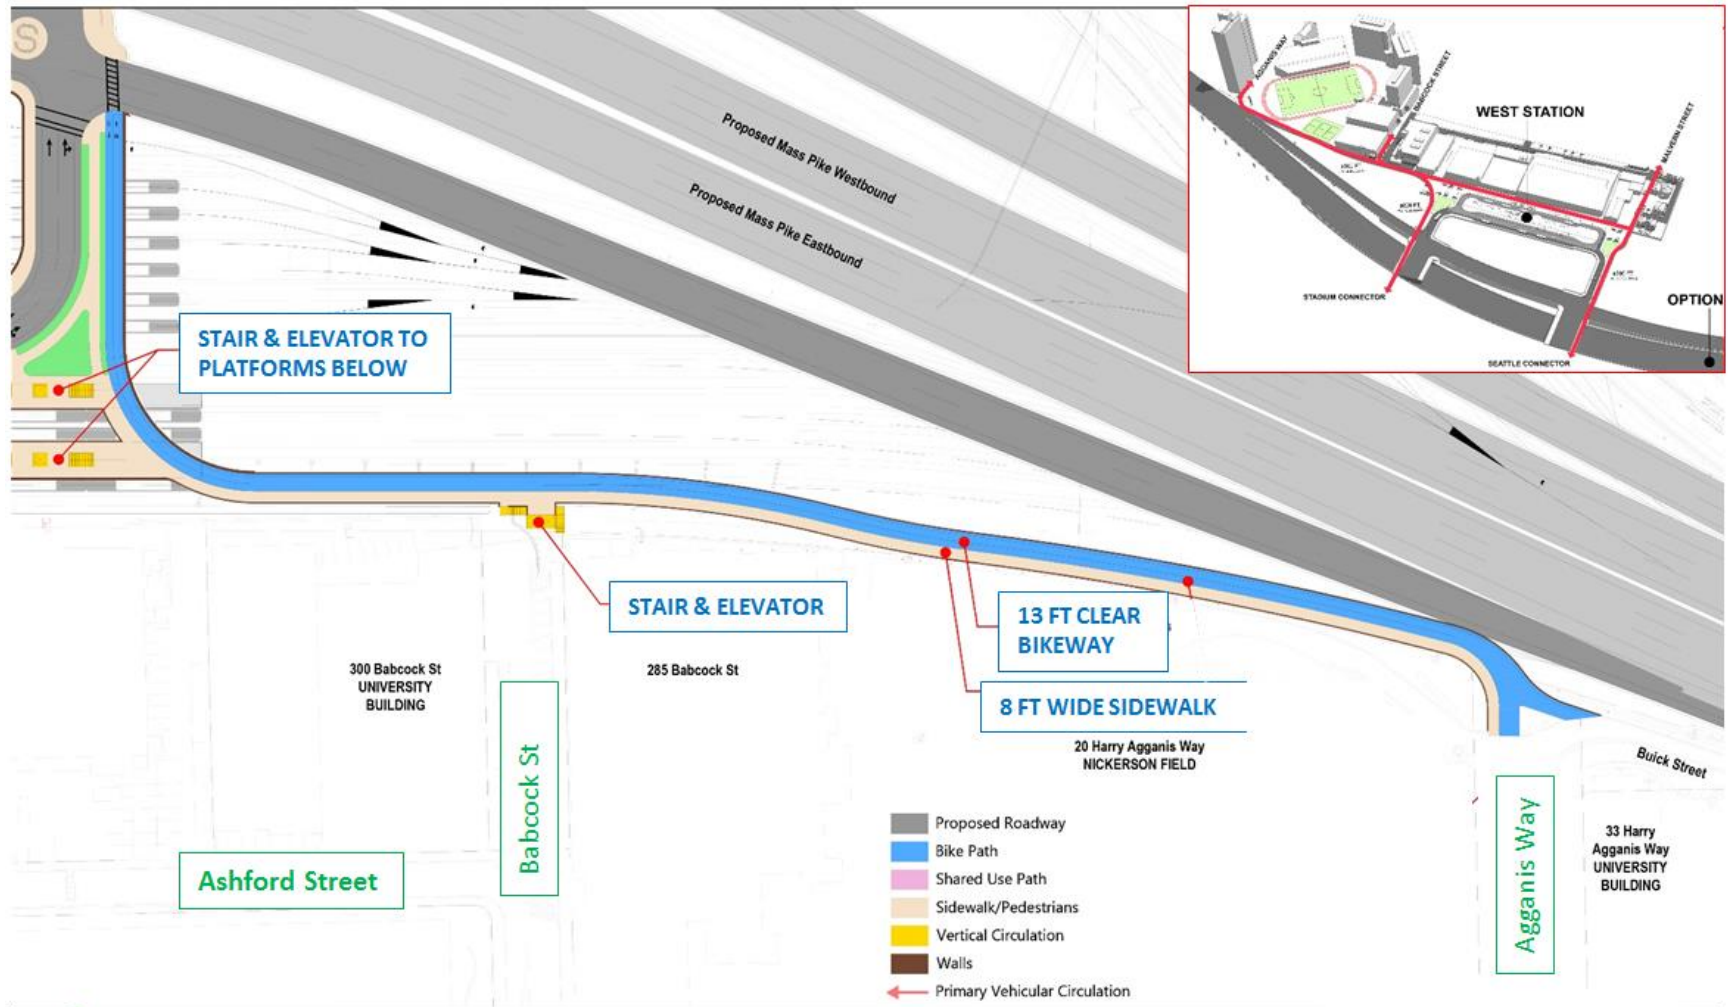 S
Proposed Mass Pike Westbound
Proposed Mass Pike Eastbound
AGGANIS WAY
BABCOCK STREET
WEST STATION
MALVERN STREET
STADIUM CONNECTOR
OPTION
SEATTLE CONNECTOR
STAIR & ELEVATOR TO
PLATFORMS BELOW
STAIR & ELEVATOR
13 FT CLEAR
BIKEWAY
8 FT WIDE SIDEWALK
300 Babcock St
UNIVERSITY
BUILDING
285 Babcock St
20 Harry Agganis Way
NICKERSON FIELD
Buick Street
Babcock St
Ashford Street
Agganis Way
33 Harry
Agganis Way
UNIVERSITY
BUILDING
Proposed Roadway
Bike Path
Shared Use Path
Sidewalk/Pedestrians
Vertical Circulation
Walls
Primary Vehicular Circulation